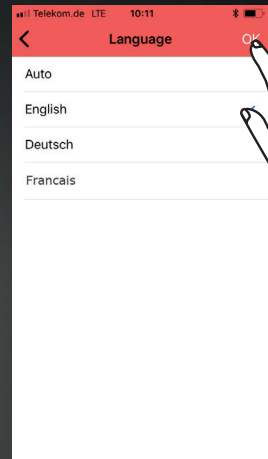 Telekom.de LTE 10:11
Language OK
Auto
English
Deutsch
Francais